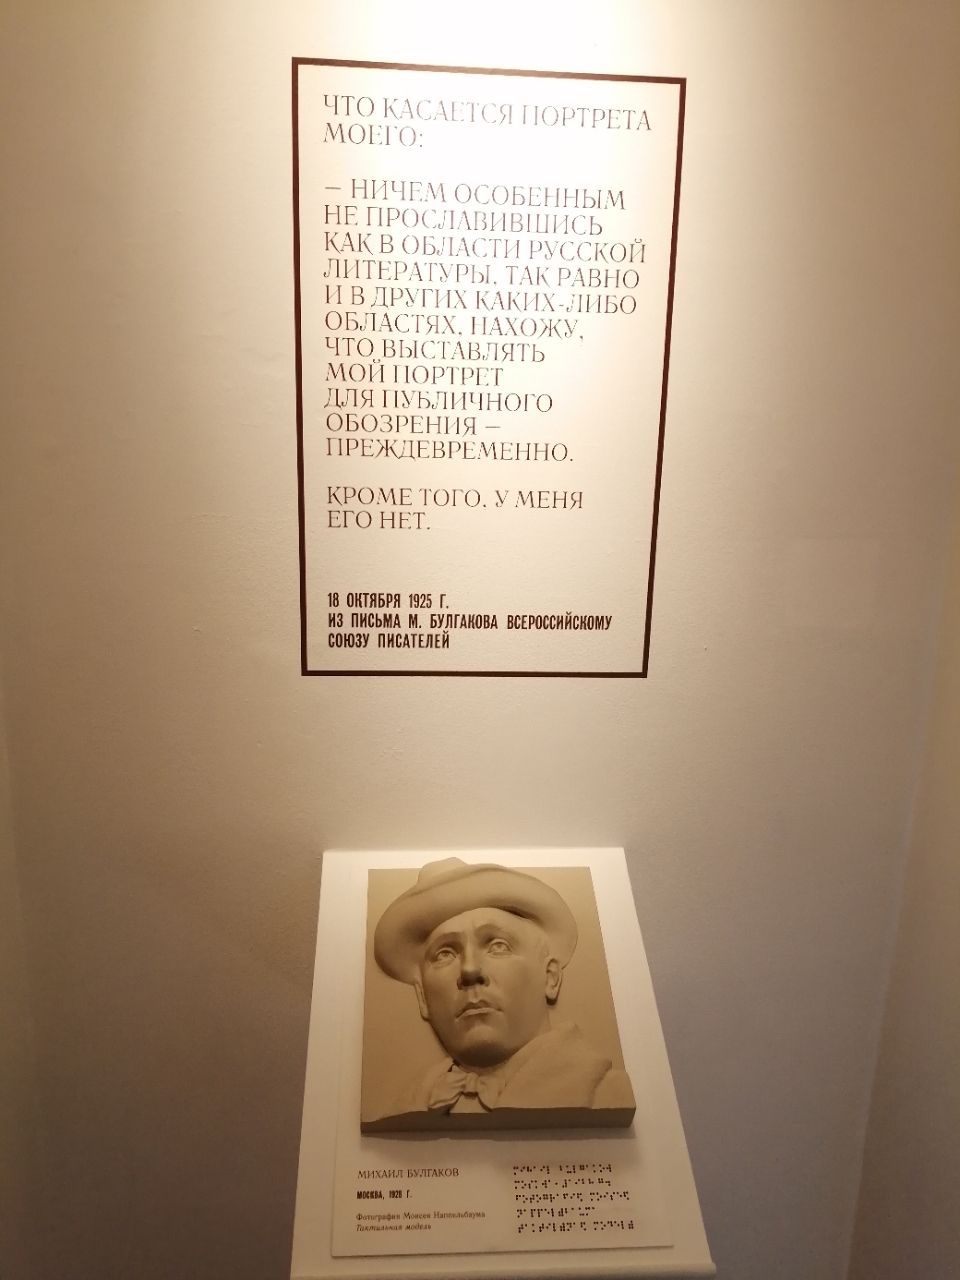 ЧТО КАСАЕТСЯ ПОРТРЕТА
МОЕГО:
– НИЧЕМ ОСОБЕННЫМ
НЕ ПРОСЛАВИВШИСЬ
КАК В ОБЛАСТИ РУССКОЙ
ЛИТЕРАТУРЫ, ТАК РАВНО
И В ДРУГИХ КАКИХ-ЛИБО
ОБЛАСТЯХ, НАХОЖУ,
ЧТО ВЫСТАВЛЯТЬ
МОЙ ПОРТРЕТ
ДЛЯ ПУБЛИЧНОГО
ОБОЗРЕНИЯ –
ПРЕЖДЕВРЕМЕННО.
КРОМЕ ТОГО, У МЕНЯ
ЕГО НЕТ.
18 ОКТЯБРЯ 1925 Г.
ИЗ ПИСЬМА М. БУЛГАКОВА ВСЕРОССИЙСКОМУ
СОЮЗУ ПИСАТЕЛЕЙ
МИХАИЛ БУЛГАКОВ
МОСКВА, 1928 Г.
Фотография Моисея Наппельбаума
Тактильная модель